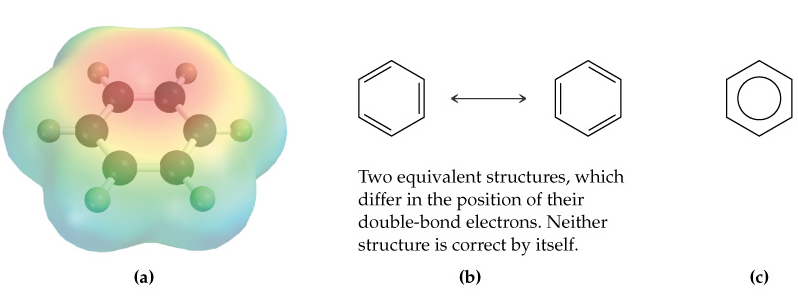 Two equivalent structures, which
differ in the position of their
double-bond electrons. Neither
structure is correct by itself.
(a)
(b)
(c)